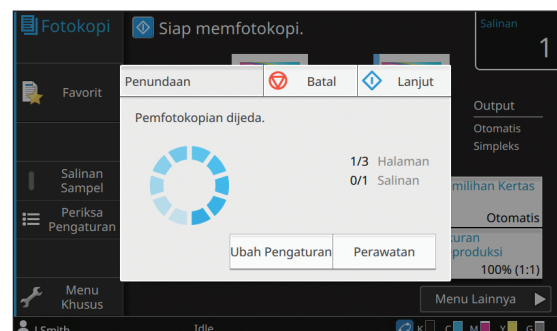 Fotokopi
Siap memfotokopi.
Salinan
1
Penundaan
Batal
Lanjut
Favorit
Pemfotokopian dijeda.
Output
Otomatis
Simpleks
1/3 Halaman
0/1 Salinan
Salinan
Sampel
milihan Kertas
Otomatis
Periksa
Pengaturan
uran
produksi
100% (1:1)
Ubah Pengaturan
Perawatan
Menu
Khusus
Menu Lainnya
J.Smith
Idle
K
C
M
Y
G